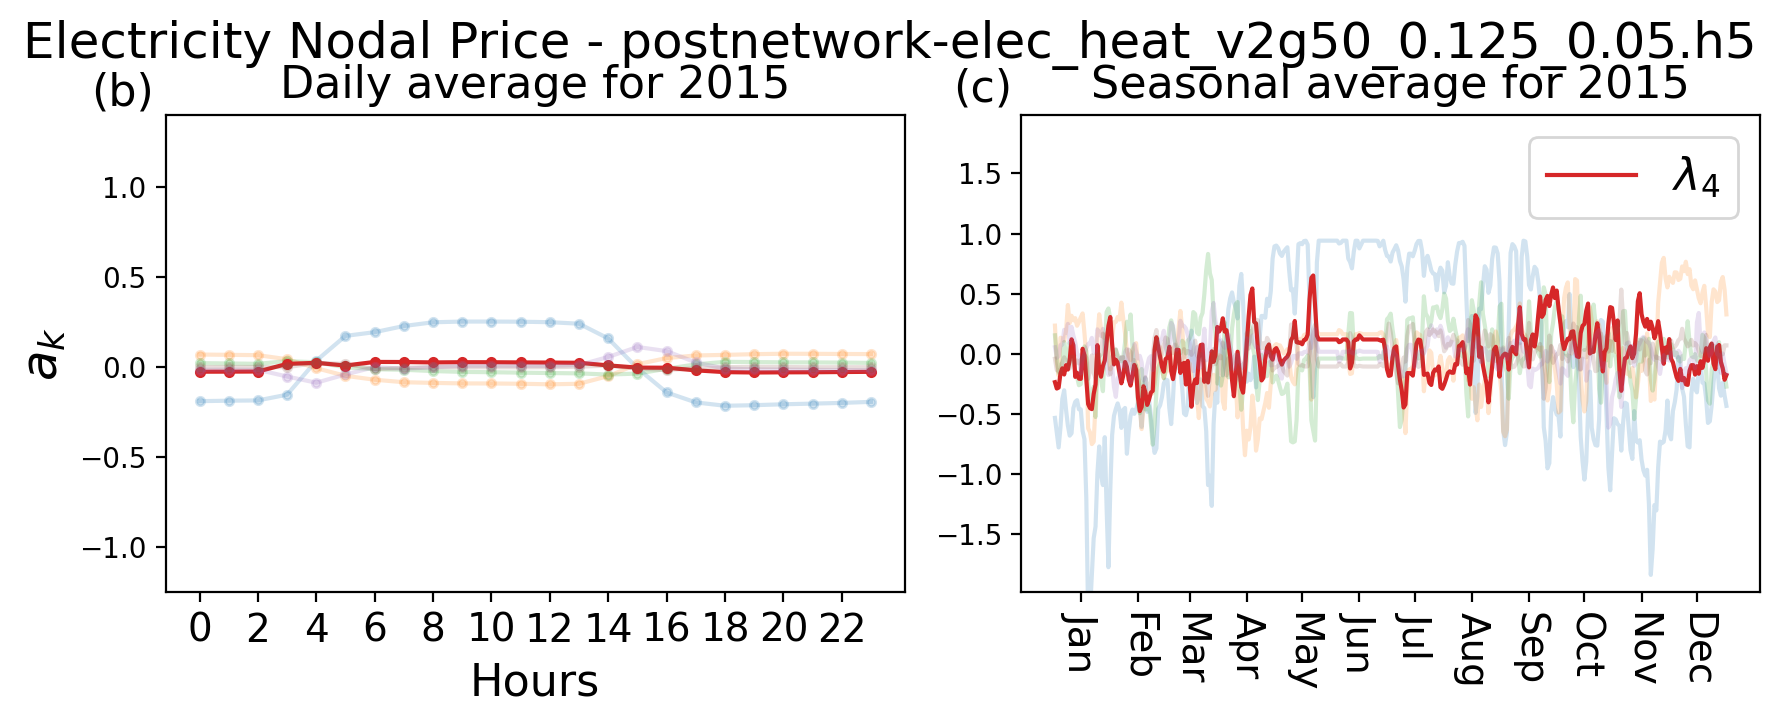 Electricity Nodal Price - postnetwork-elec_heat_v2g50_0.125_0.05.h5
(b) Daily average for 2015
1.0
0.5
0.0
−0.5
−1.0
a_k
0 2 4 6 8 10 12 14 16 18 20 22
Hours
(c) Seasonal average for 2015
λ_4
1.5
1.0
0.5
0.0
−0.5
−1.0
−1.5
Jan Feb Mar Apr May Jun Jul Aug Sep Oct Nov Dec